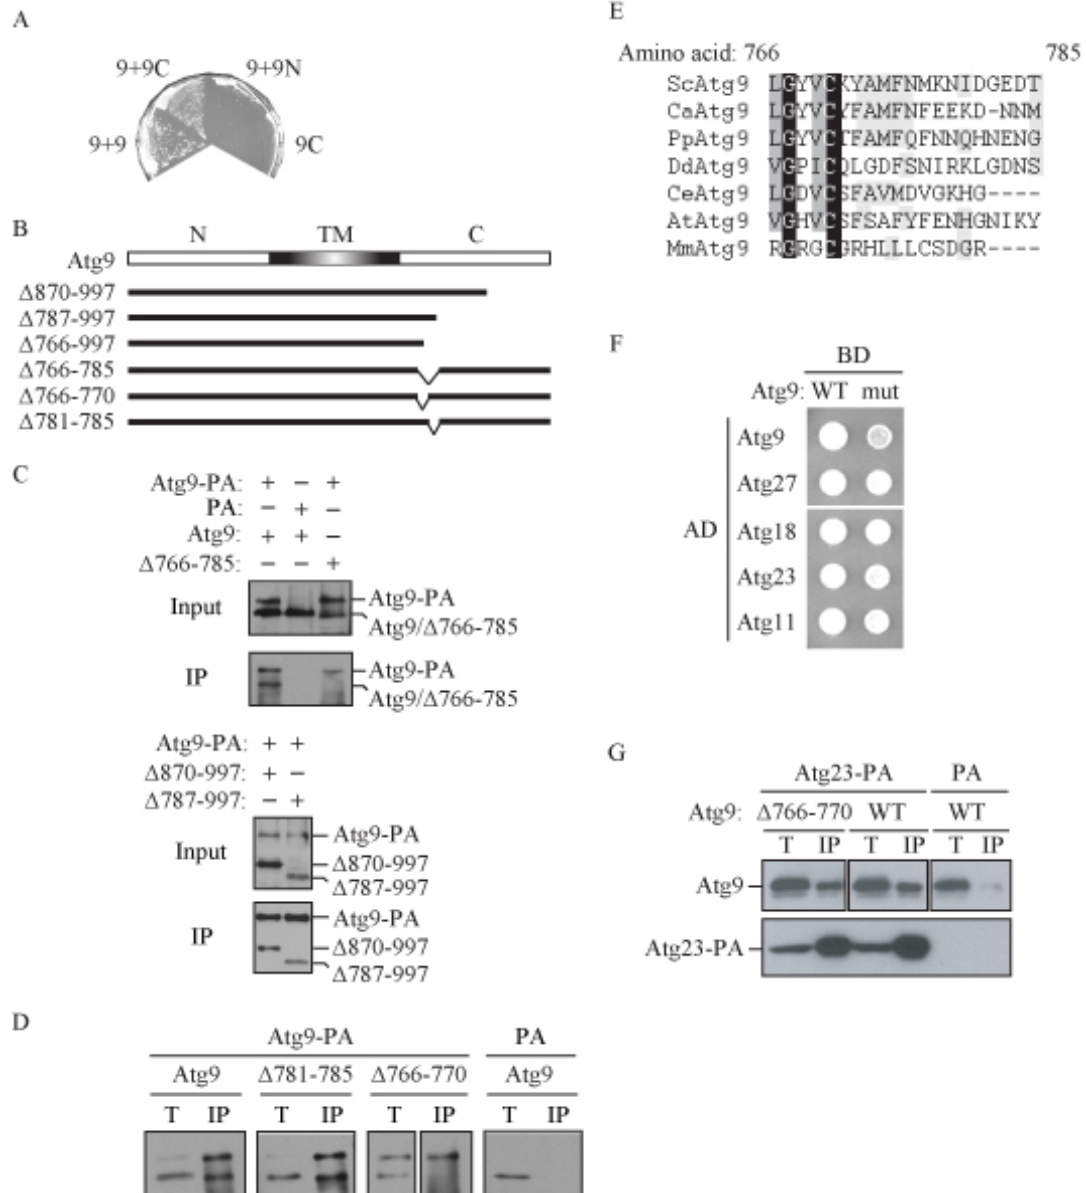 A
9+9C 9+9N
9+9 9C
B
N TM C
Atg9
Δ870-997
Δ787-997
Δ766-997
Δ766-785
Δ766-770
Δ781-785
C
Atg9-PA: + − +
PA: − + −
Atg9: + + −
Δ766-785: − − +
Input
Atg9-PA
Atg9/Δ766-785
IP
Atg9-PA
Atg9/Δ766-785
Atg9-PA: + +
Δ870-997: + −
Δ787-997: − +
Input
Atg9-PA
Δ870-997
Δ787-997
IP
Atg9-PA
Δ870-997
Δ787-997
D
Atg9-PA PA
Atg9 Δ781-785 Δ766-770 Atg9
T IP T IP T IP T IP
E
Amino acid: 766 785
ScAtg9 LGYVCKYAMFNMKNIDGEDT
CaAtg9 LGYVCYFAMFNFEEKD-NNM
PpAtg9 LGYVCTFAMFQFNNQHNENG
DdAtg9 VGPICQLGDFSNIRKLGDNS
CeAtg9 LGDVCSFAVMDVGKHG----
AtAtg9 VGHVCSFSAFYFENHGNIKY
MmAtg9 RGRGCGRHLLLCSDGR-----
F
BD
Atg9: WT mut
Atg9
Atg27
AD
Atg18
Atg23
Atg11
G
Atg23-PA PA
Atg9: Δ766-770 WT WT
T IP T IP T IP
Atg9
Atg23-PA